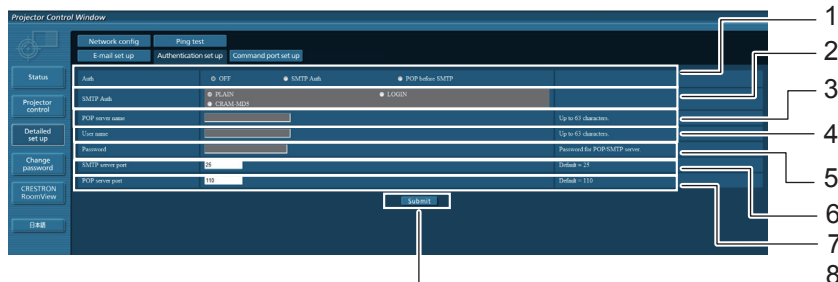 Projector Control Window
Network config Ping test
E-mail set up Authentication set up Command port set up
Status
Projector control
Detailed set up
Change password
CRESTRON RoomView
日本語
Auth OFF SMTP Auth POP before SMTP
SMTP Auth PLAIN LOGIN
CRAM-MD5
POP server name Up to 63 characters.
User name Up to 63 characters.
Password Password for POP/SMTP server.
SMTP server port 25 Default = 25
POP server port 110 Default = 110
Submit
1
2
3
4
5
6
7
8